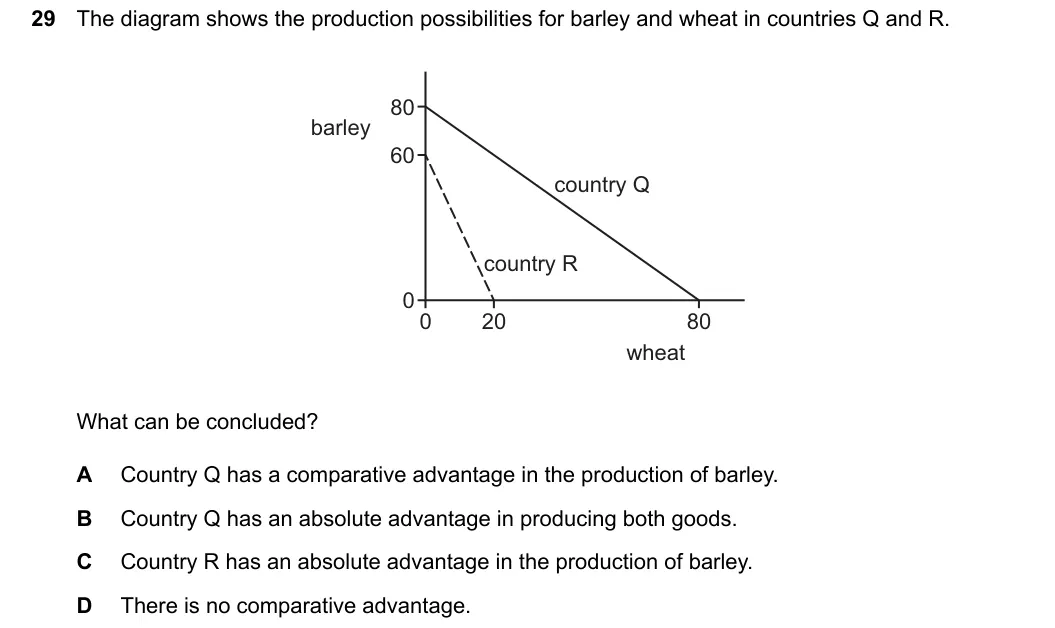 29 The diagram shows the production possibilities for barley and wheat in countries Q and R.
80
barley
60
country Q
country R
0
0 20 80
wheat
What can be concluded?
A Country Q has a comparative advantage in the production of barley.
B Country Q has an absolute advantage in producing both goods.
C Country R has an absolute advantage in the production of barley.
D There is no comparative advantage.